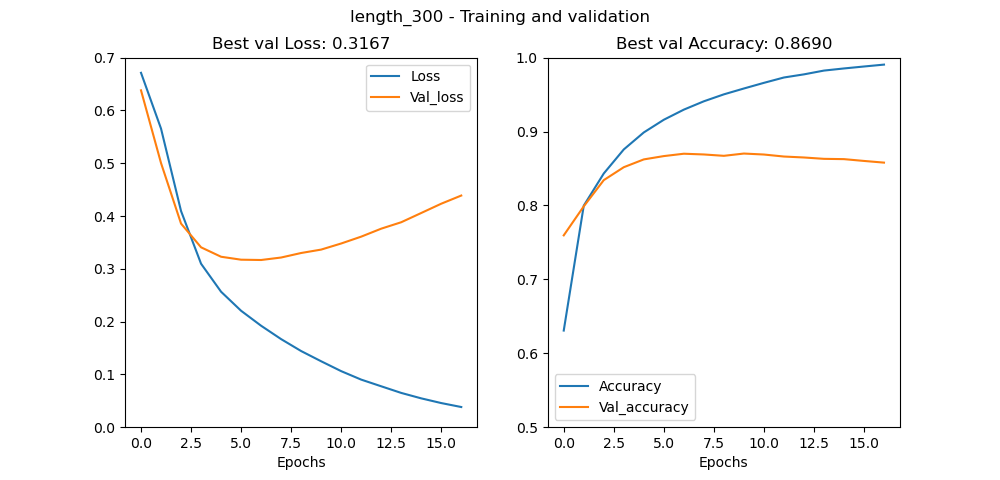 length_300 - Training and validation
Best val Loss: 0.3167
0.7
0.6
0.5
0.4
0.3
0.2
0.1
0.0
Loss
Val_loss
0.0 2.5 5.0 7.5 10.0 12.5 15.0
Epochs
Best val Accuracy: 0.8690
1.0
0.9
0.8
0.7
0.6
0.5
Accuracy
Val_accuracy
0.0 2.5 5.0 7.5 10.0 12.5 15.0
Epochs